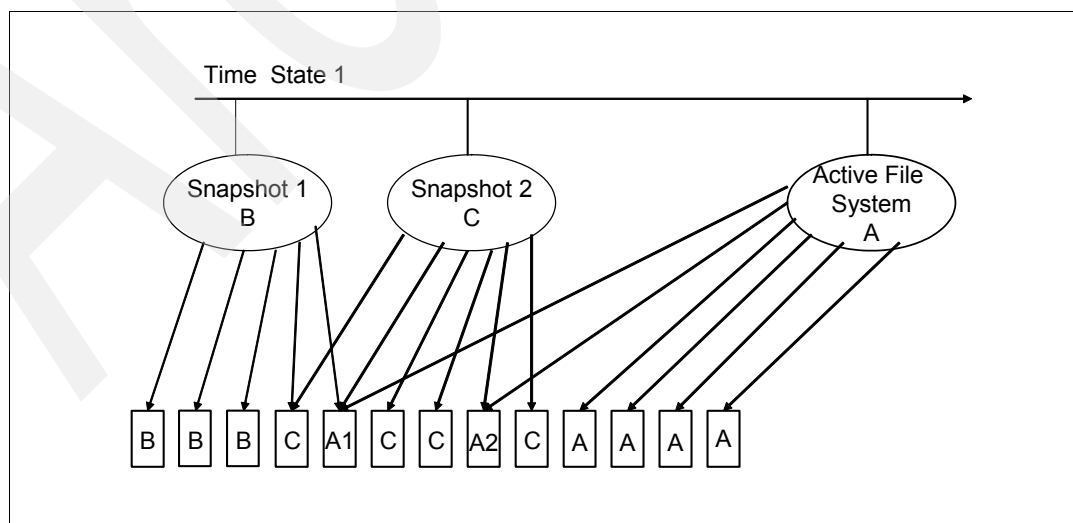 Time State 1
Snapshot 1
B
Snapshot 2
C
Active File
System
A
B B B C A1 C C A2 C A A A A